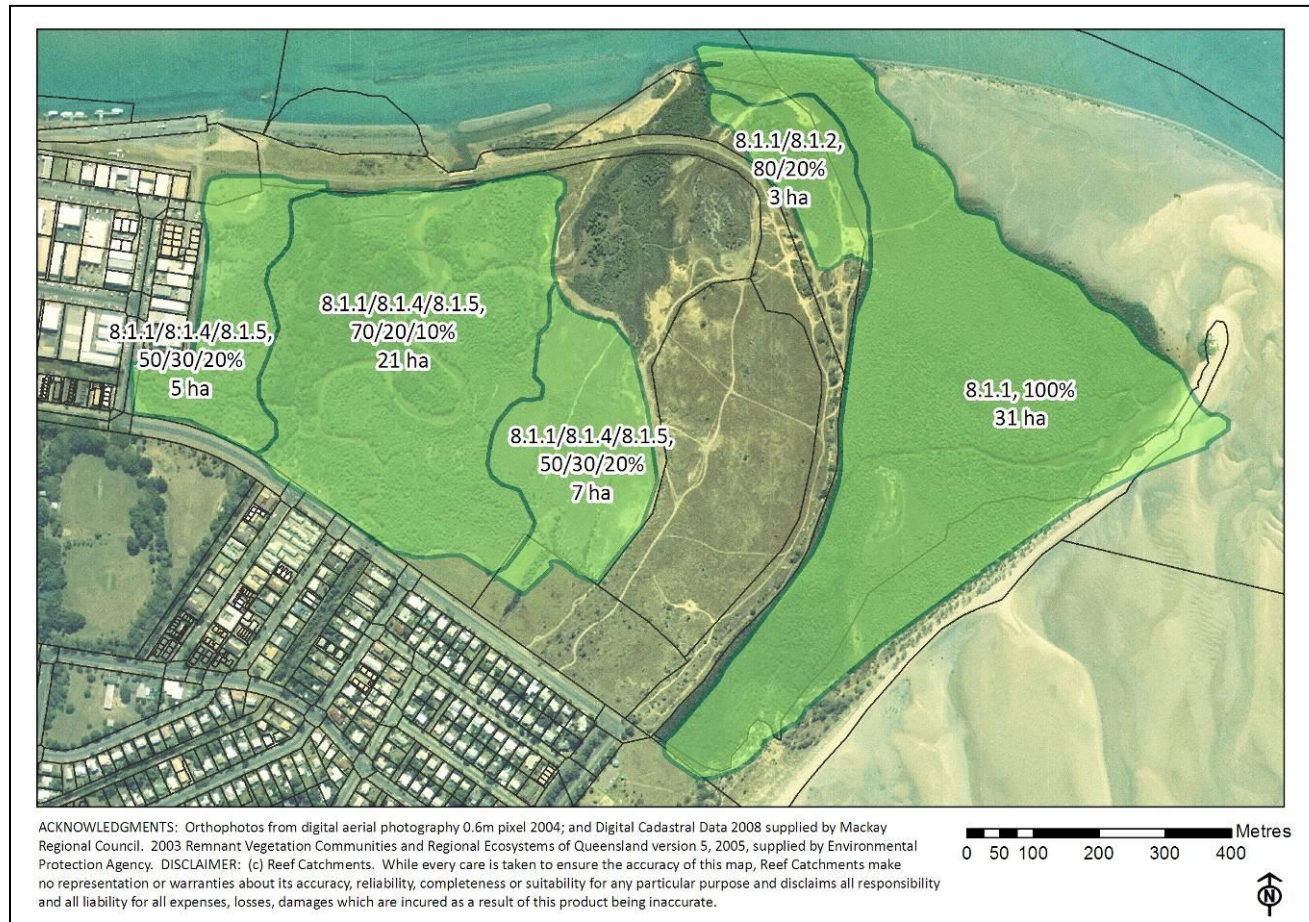 8.1.1/8.1.2,
80/20%
3 ha
8.1.1/8.1.4/8.1.5,
70/20/10%
21 ha
8.1.1/8.1.4/8.1.5,
50/30/20%
5 ha
8.1.1, 100%
31 ha
8.1.1/8.1.4/8.1.5,
50/30/20%
7 ha
ACKNOWLEDGMENTS: Orthophotos from digital aerial photography 0.6m pixel 2004; and Digital Cadastral Data 2008 supplied by Mackay
Regional Council. 2003 Remnant Vegetation Communities and Regional Ecosystems of Queensland version 5, 2005, supplied by Environmental
Protection Agency. DISCLAIMER: (c) Reef Catchments. While every care is taken to ensure the accuracy of this map, Reef Catchments make
no representation or warranties about its accuracy, reliability, completeness or suitability for any particular purpose and disclaims all responsibility
and all liability for all expenses, losses, damages which are incured as a result of this product being inaccurate.
Metres
0 50 100 200 300 400
N